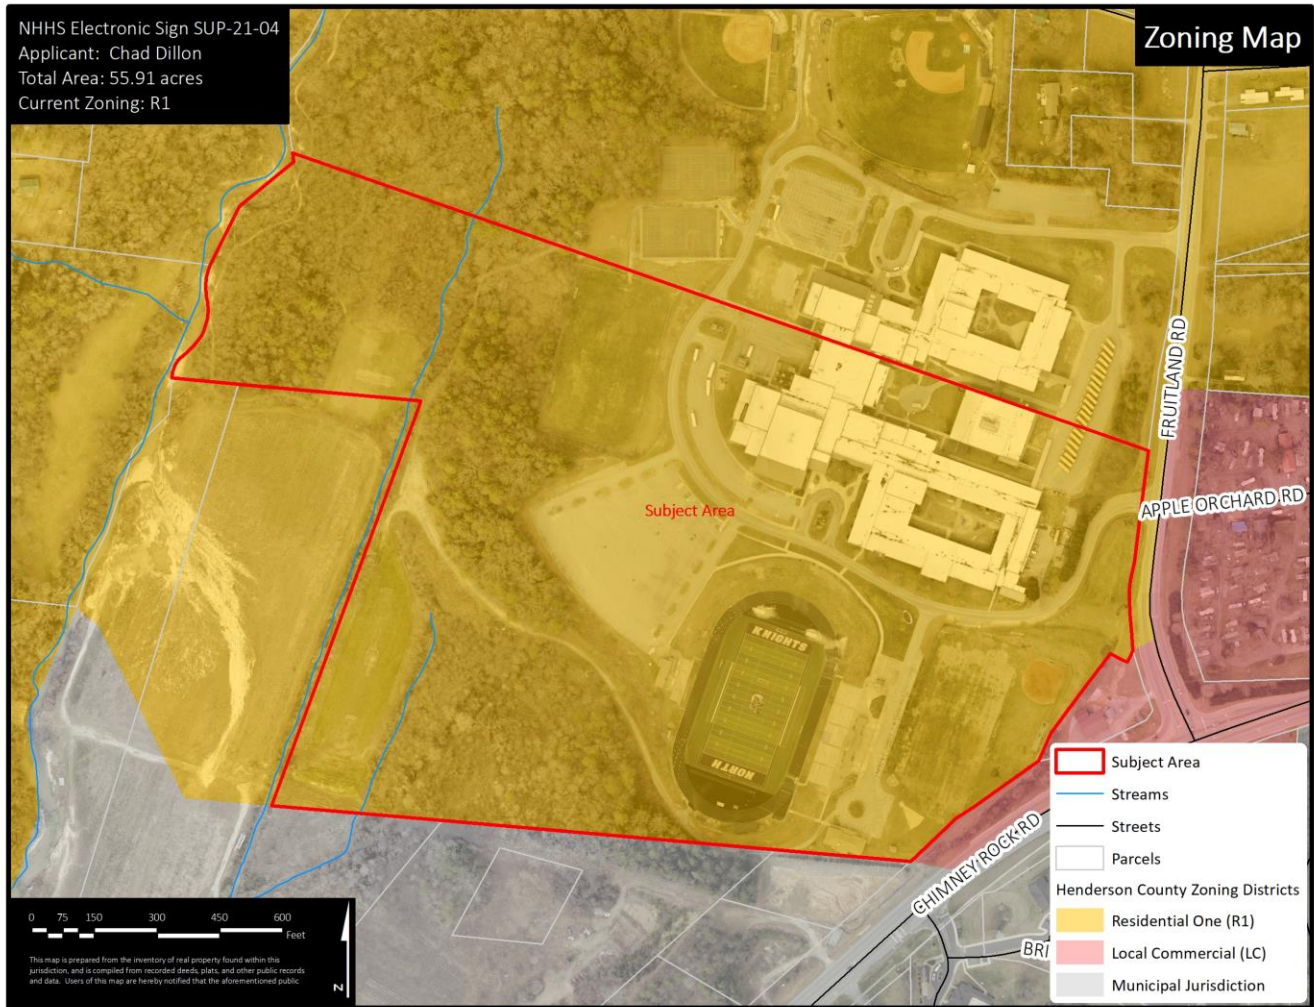 NHHS Electronic Sign SUP-21-04
Applicant: Chad Dillon
Total Area: 55.91 acres
Current Zoning: R1
Zoning Map
FRUITLAND RD
APPLE ORCHARD RD
Subject Area
KNIGHTS
NORTH
CHIMNEY ROCK RD
BRI
Subject Area
Streams
Streets
Parcels
Henderson County Zoning Districts
Residential One (R1)
Local Commercial (LC)
Municipal Jurisdiction
0 75 150 300 450 600
Feet
This map is prepared from the inventory of real property found within this
jurisdiction, and is compiled from recorded deeds, plats, and other public records
and data. Users of this map are hereby notified that the aforementioned public
N